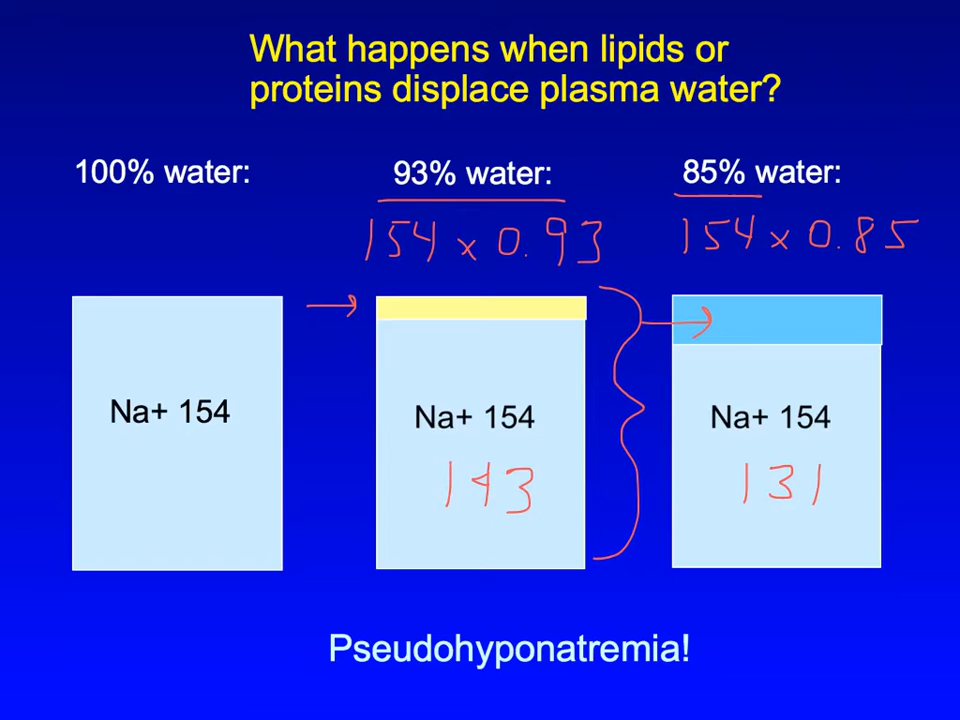 What happens when lipids or
proteins displace plasma water?
100% water:
93% water:
85% water:
154 x 0.93
154 x 0.85
Na+ 154
Na+ 154
Na+ 154
143
131
Pseudohyponatremia!